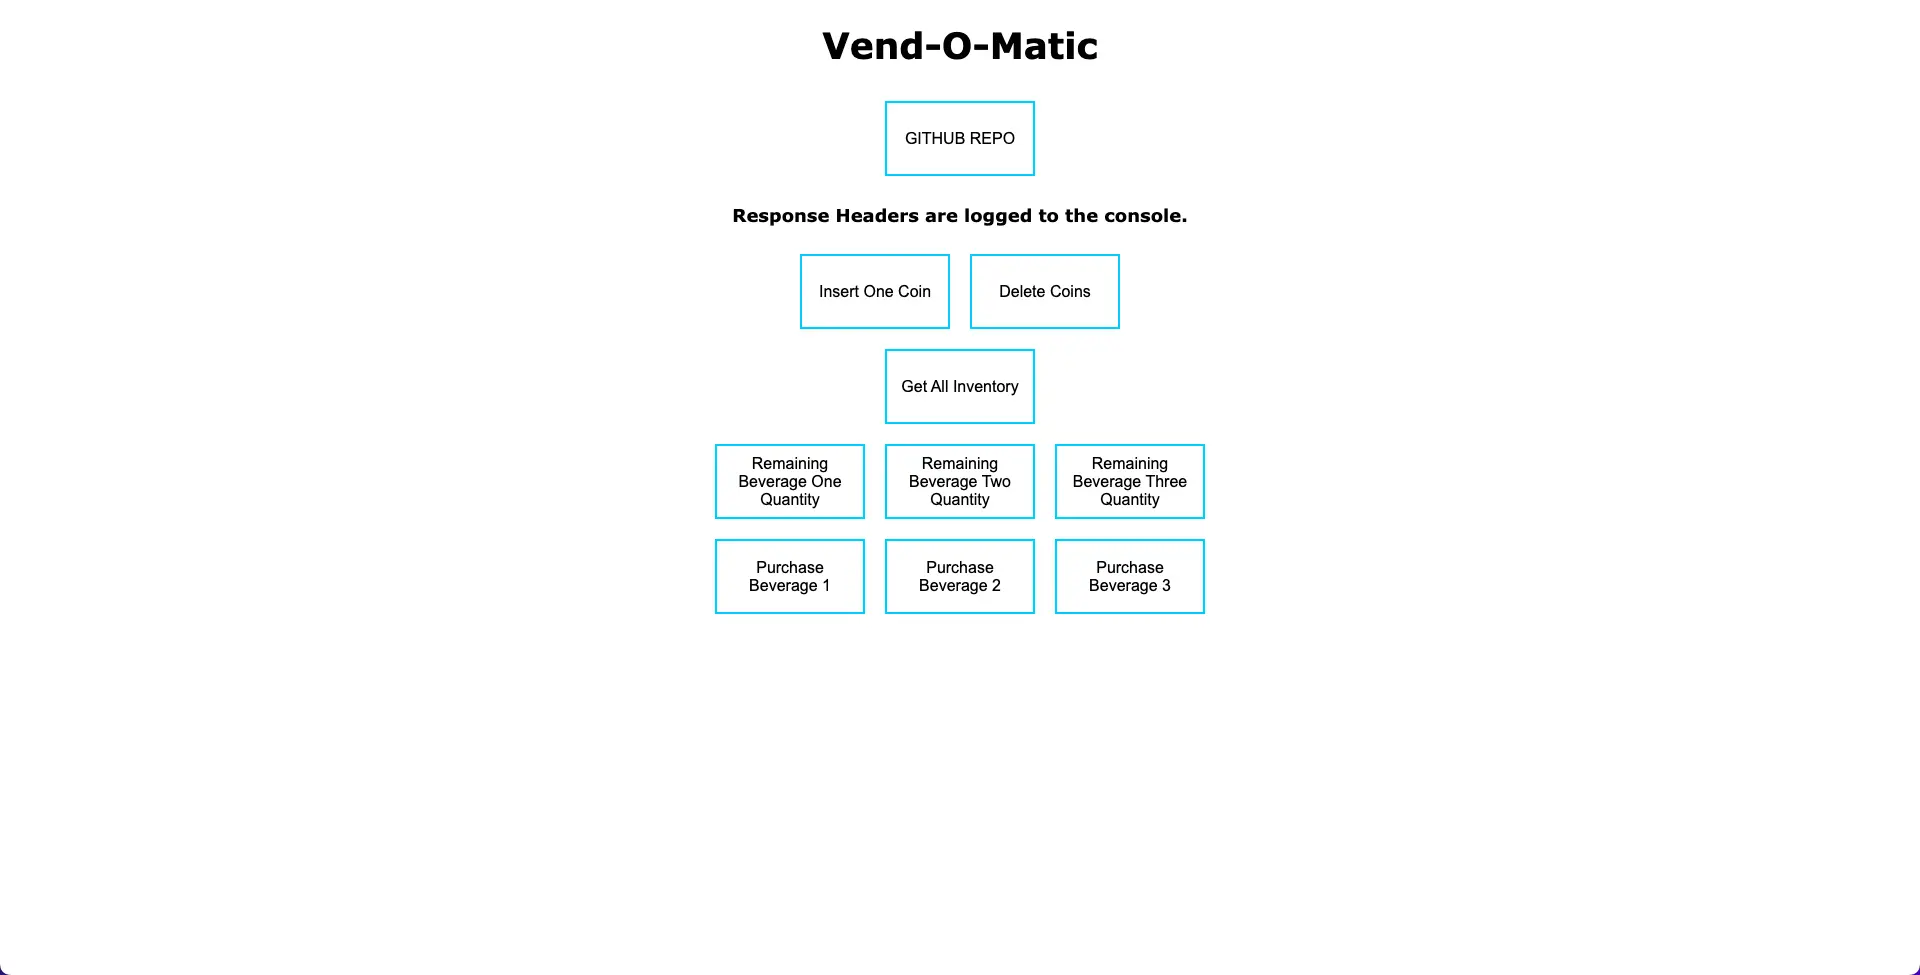 Vend-O-Matic
GITHUB REPO
Response Headers are logged to the console.
Insert One Coin
Delete Coins
Get All Inventory
Remaining
Beverage One
Quantity
Remaining
Beverage Two
Quantity
Remaining
Beverage Three
Quantity
Purchase
Beverage 1
Purchase
Beverage 2
Purchase
Beverage 3